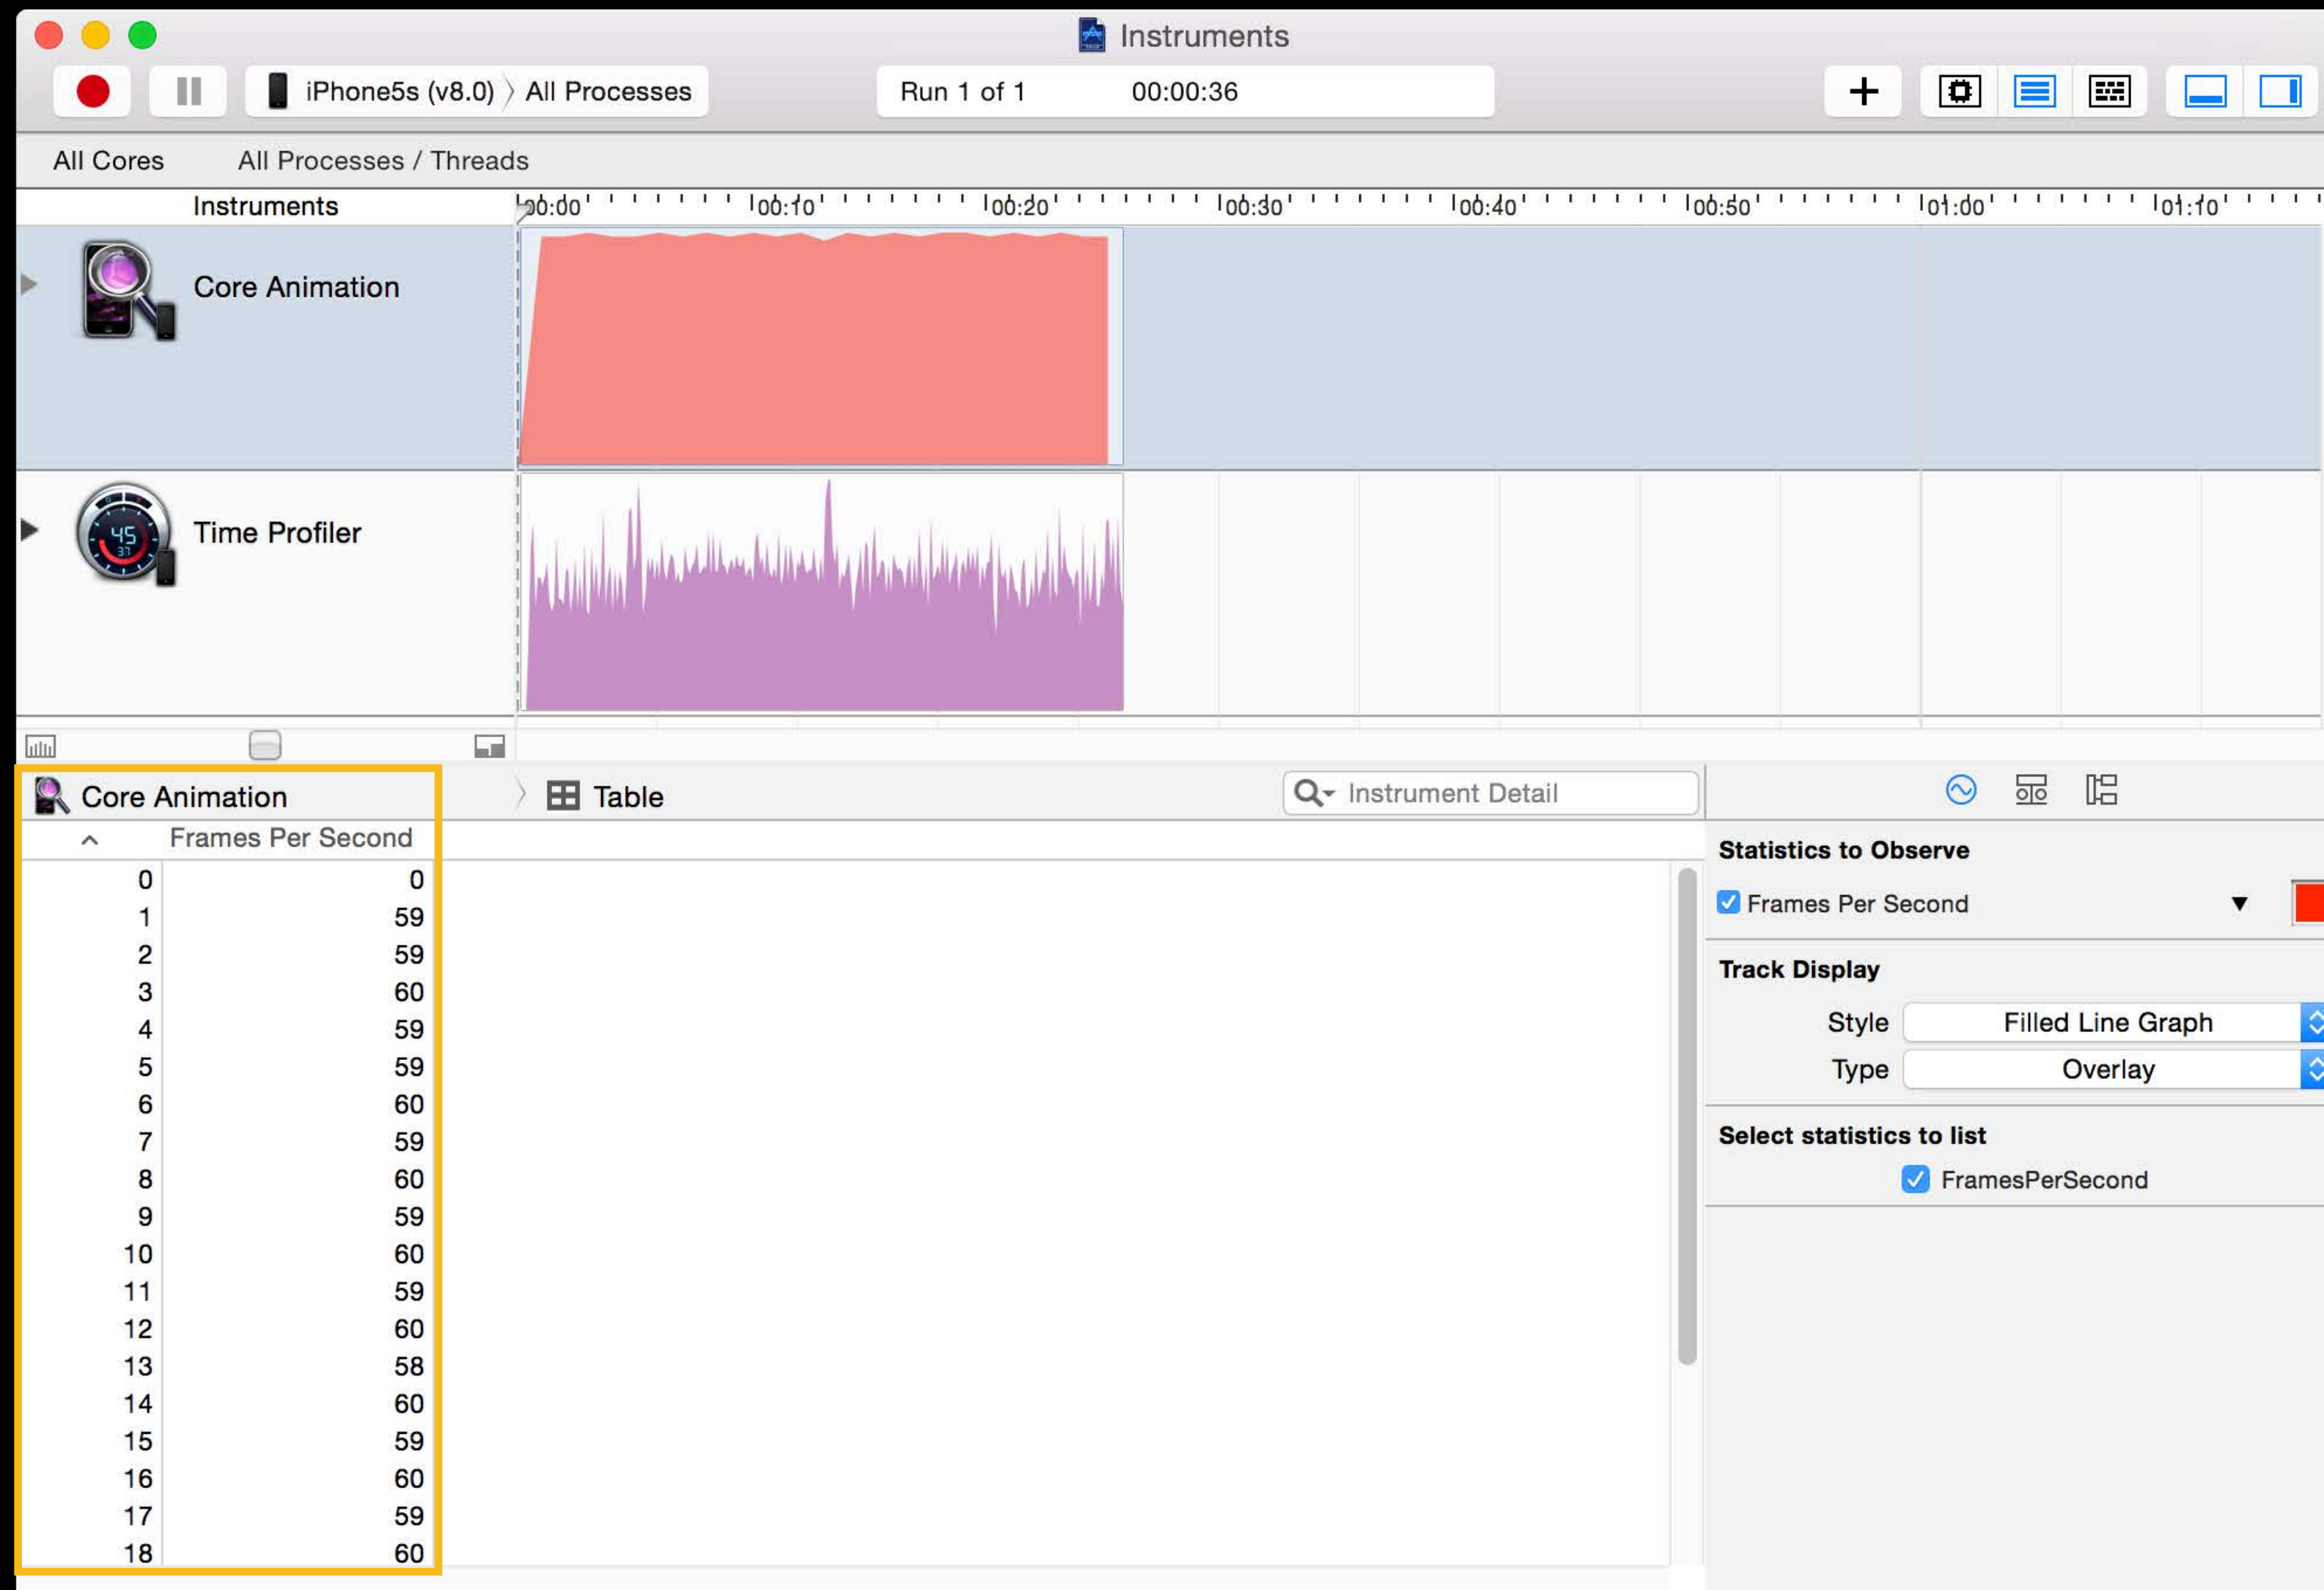 Instruments
iPhone5s (v8.0) 〉 All Processes
Run 1 of 1 00:00:36
All Cores All Processes / Threads
Instruments 00:00 00:10 00:20 00:30 00:40 00:50 01:00 01:10
Core Animation
45
37
Time Profiler
Core Animation 〉 Table
Instrument Detail
Frames Per Second
0 0
1 59
2 59
3 60
4 59
5 59
6 60
7 59
8 60
9 59
10 60
11 59
12 60
13 58
14 60
15 59
16 60
17 59
18 60
Statistics to Observe
Frames Per Second
Track Display
Style Filled Line Graph
Type Overlay
Select statistics to list
FramesPerSecond